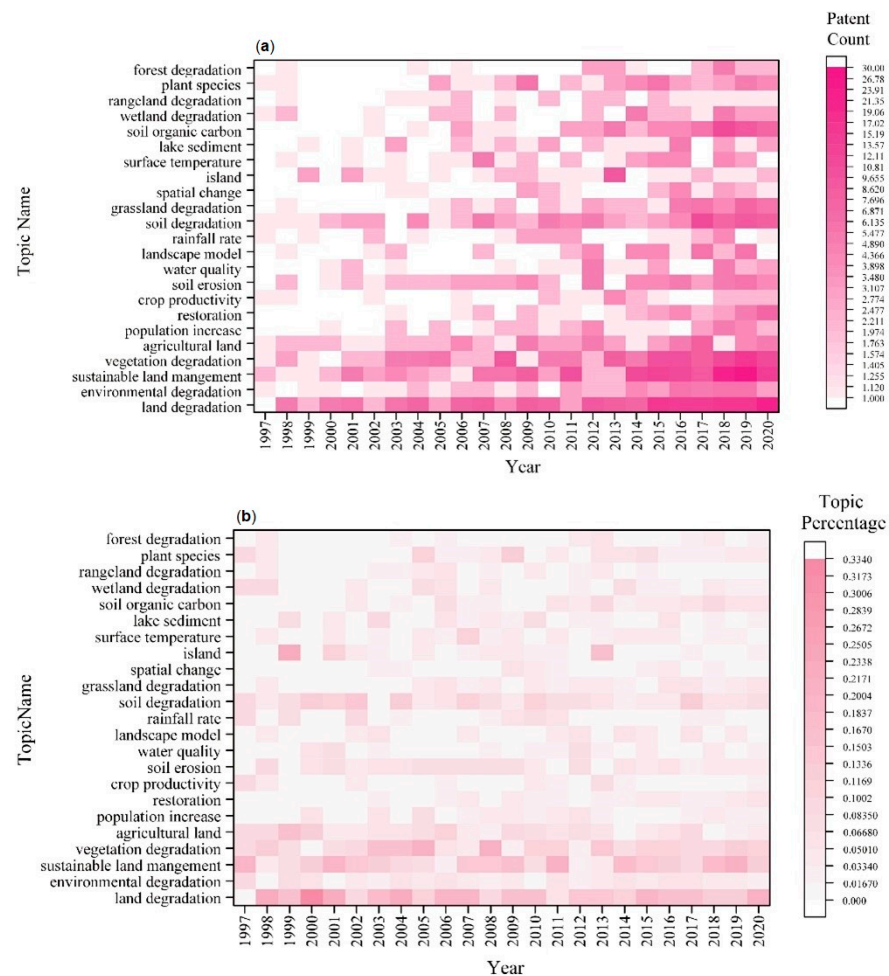 (a)
Patent
Count
Topic Name
forest degradation
plant species
rangeland degradation
wetland degradation
soil organic carbon
lake sediment
surface temperature
island
spatial change
grassland degradation
soil degradation
rainfall rate
landscape model
water quality
soil erosion
crop productivity
restoration
population increase
agricultural land
vegetation degradation
sustainable land mangement
environmental degradation
land degradation
30.00
26.78
23.91
21.35
19.06
17.02
15.19
13.57
12.11
10.81
9.655
8.620
7.696
6.871
6.135
5.477
4.890
4.366
3.898
3.480
3.107
2.774
2.477
2.211
1.974
1.763
1.574
1.405
1.255
1.120
1.000
1997 1998 1999 2000 2001 2002 2003 2004 2005 2006 2007 2008 2009 2010 2011 2012 2013 2014 2015 2016 2017 2018 2019 2020
Year
(b)
Topic
Percentage
TopicName
forest degradation
plant species
rangeland degradation
wetland degradation
soil organic carbon
lake sediment
surface temperature
island
spatial change
grassland degradation
soil degradation
rainfall rate
landscape model
water quality
soil erosion
crop productivity
restoration
population increase
agricultural land
vegetation degradation
sustainable land mangement
environmental degradation
land degradation
0.3340
0.3173
0.3006
0.2839
0.2672
0.2505
0.2338
0.2171
0.2004
0.1837
0.1670
0.1503
0.1336
0.1169
0.1002
0.08350
0.06680
0.05010
0.03340
0.01670
0.000
1997 1998 1999 2000 2001 2002 2003 2004 2005 2006 2007 2008 2009 2010 2011 2012 2013 2014 2015 2016 2017 2018 2019 2020
Year